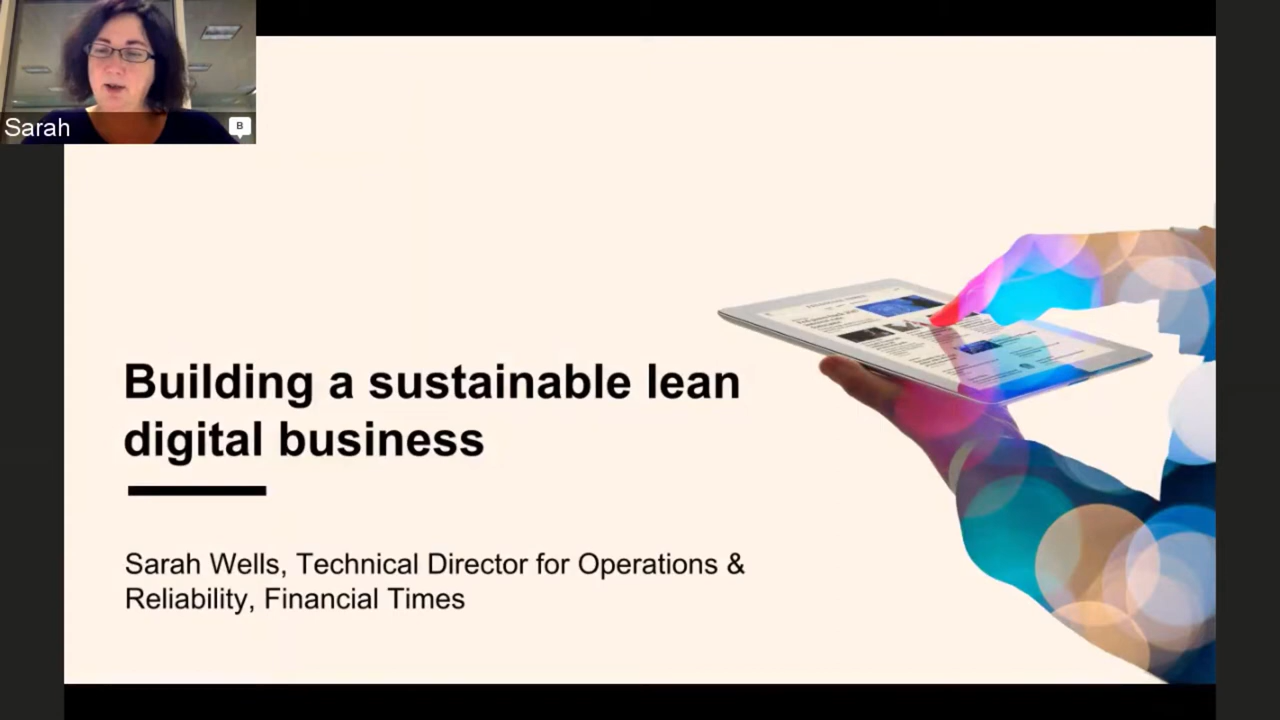 Sarah
B
Building a sustainable lean
digital business
Sarah Wells, Technical Director for Operations &
Reliability, Financial Times